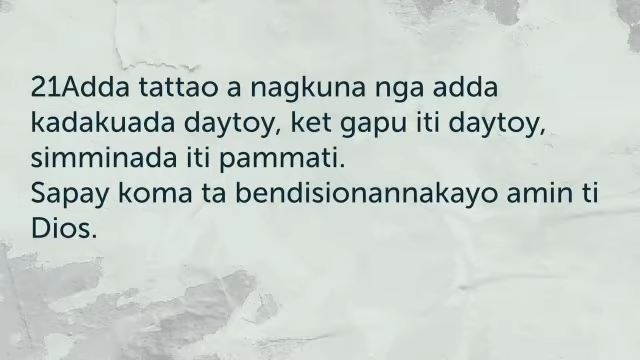 21Adda tattao a nagkuna nga adda
kadakuada daytoy, ket gapu iti daytoy,
simminada iti pammati.
Sapay koma ta bendisionannakayo amin ti
Dios.